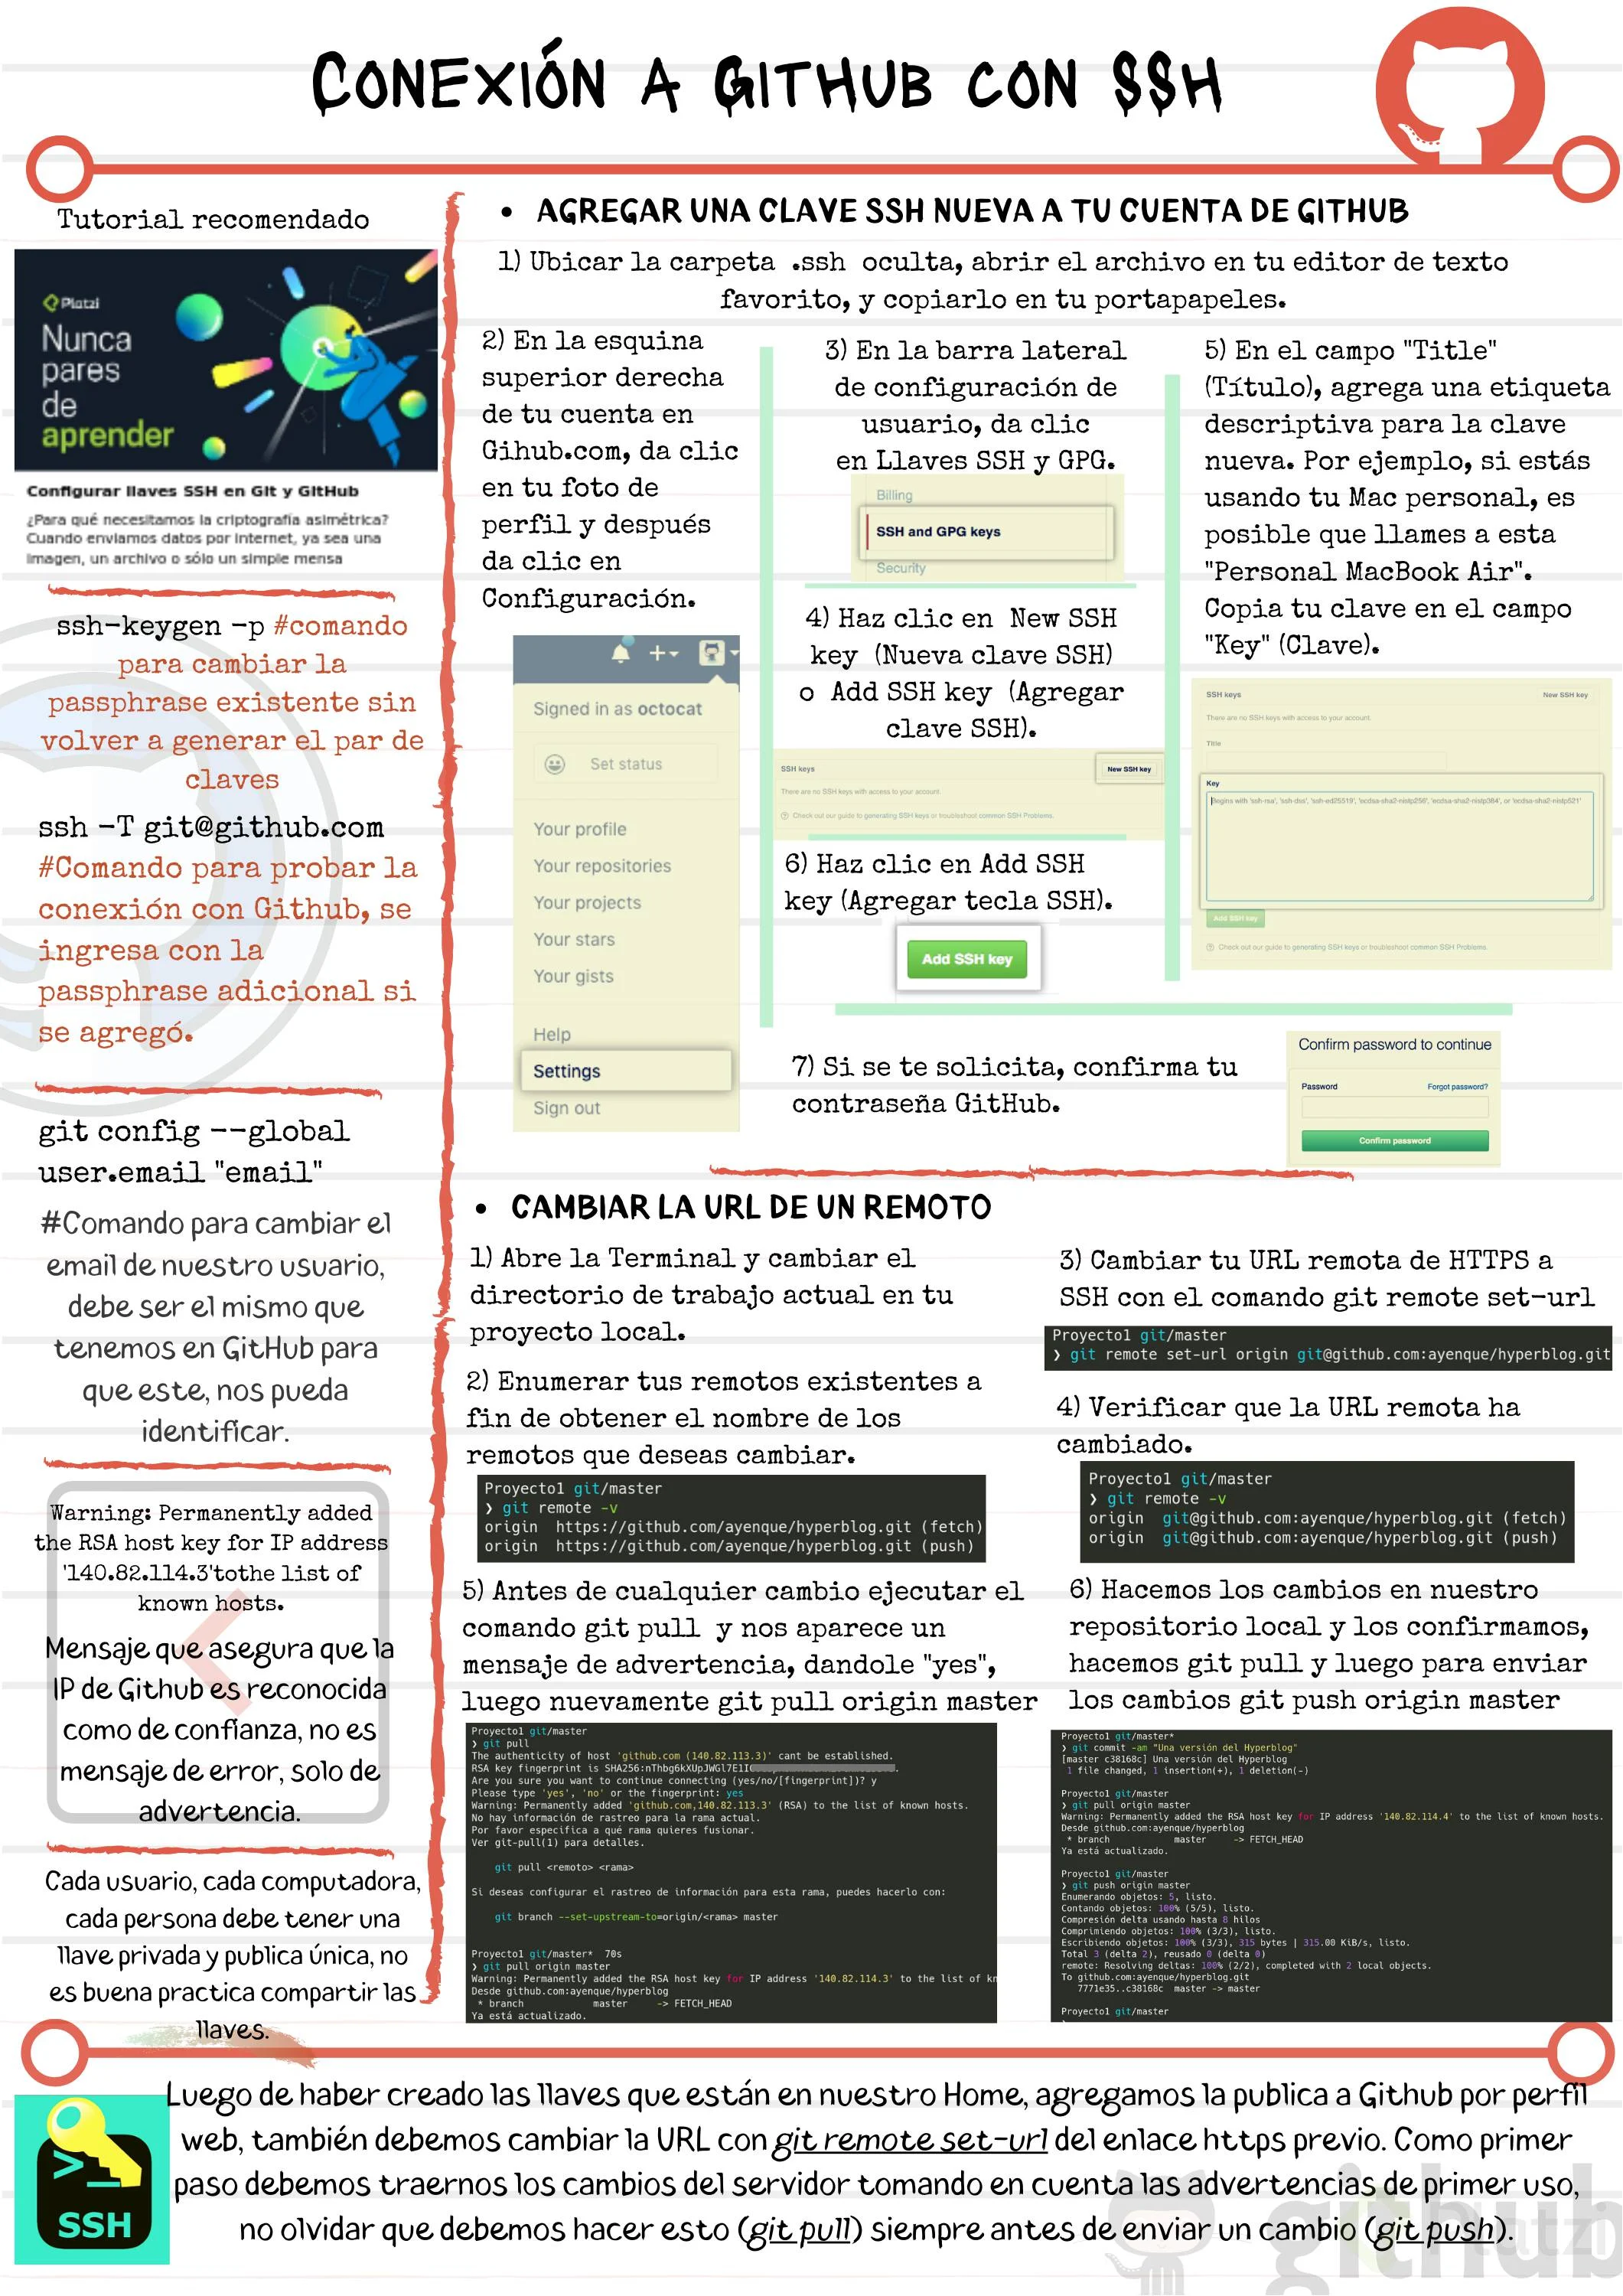 CONEXIÓN A GITHUB CON SSH
Tutorial recomendado
Platzi
Nunca
pares
de
aprender
Configurar llaves SSH en Git y GitHub
¿Para qué necesitamos la criptografía asimétrica?
Cuando enviamos datos por internet, ya sea una
imagen, un archivo o sólo un simple mensa
ssh-keygen -p #comando
para cambiar la
passphrase existente sin
volver a generar el par de
claves
ssh -T git@github.com
#Comando para probar la
conexión con Github, se
ingresa con la
passphrase adicional si
se agregó.
git config --global
user.email "email"
#Comando para cambiar el
email de nuestro usuario,
debe ser el mismo que
tenemos en GitHub para
que este, nos pueda
identificar.
Warning: Permanently added
the RSA host key for IP address
'140.82.114.3'tothe list of
known hosts.
Mensaje que asegura que la
IP de Github es reconocida
como de confianza, no es
mensaje de error, solo de
advertencia.
Cada usuario, cada computadora,
cada persona debe tener una
llave privada y publica única, no
es buena practica compartir las
llaves.
• AGREGAR UNA CLAVE SSH NUEVA A TU CUENTA DE GITHUB
1) Ubicar la carpeta .ssh oculta, abrir el archivo en tu editor de texto
favorito, y copiarlo en tu portapapeles.
2) En la esquina
superior derecha
de tu cuenta en
Gihub.com, da clic
en tu foto de
perfil y después
da clic en
Configuración.
Signed in as octocat
Set status
Your profile
Your repositories
Your projects
Your stars
Your gists
Help
Settings
Sign out
3) En la barra lateral
de configuración de
usuario, da clic
en Llaves SSH y GPG.
Billing
SSH and GPG keys
Security
4) Haz clic en New SSH
key (Nueva clave SSH)
o Add SSH key (Agregar
clave SSH).
SSH keys
New SSH key
There are no SSH keys with access to your account.
Check out our guide to generating SSH keys or troubleshoot common SSH Problems.
5) En el campo "Title"
(Título), agrega una etiqueta
descriptiva para la clave
nueva. Por ejemplo, si estás
usando tu Mac personal, es
posible que llames a esta
"Personal MacBook Air".
Copia tu clave en el campo
"Key" (Clave).
SSH keys
New SSH key
There are no SSH keys with access to your account.
Title
Key
Begins with 'ssh-rsa', 'ssh-dss', 'ssh-ed25519', 'ecdsa-sha2-nistp256', 'ecdsa-sha2-nistp384', or 'ecdsa-sha2-nistp521'
Add SSH key
Check out our guide to generating SSH keys or troubleshoot common SSH Problems.
6) Haz clic en Add SSH
key (Agregar tecla SSH).
Add SSH key
7) Si se te solicita, confirma tu
contraseña GitHub.
Confirm password to continue
Password
Forgot password?
Confirm password
• CAMBIAR LA URL DE UN REMOTO
1) Abre la Terminal y cambiar el
directorio de trabajo actual en tu
proyecto local.
2) Enumerar tus remotos existentes a
fin de obtener el nombre de los
remotos que deseas cambiar.
Proyecto1 git/master
❯ git remote -v
origin https://github.com/ayenque/hyperblog.git (fetch)
origin https://github.com/ayenque/hyperblog.git (push)
3) Cambiar tu URL remota de HTTPS a
SSH con el comando git remote set-url
Proyecto1 git/master
❯ git remote set-url origin git@github.com:ayenque/hyperblog.git
4) Verificar que la URL remota ha
cambiado.
Proyecto1 git/master
❯ git remote -v
origin git@github.com:ayenque/hyperblog.git (fetch)
origin git@github.com:ayenque/hyperblog.git (push)
5) Antes de cualquier cambio ejecutar el
comando git pull y nos aparece un
mensaje de advertencia, dandole "yes",
luego nuevamente git pull origin master
Proyecto1 git/master
❯ git pull
The authenticity of host 'github.com (140.82.113.3)' cant be established.
RSA key fingerprint is SHA256:nThbg6kXUpJWGl7E1IG
Are you sure you want to continue connecting (yes/no/[fingerprint])? y
Please type 'yes', 'no' or the fingerprint: yes
Warning: Permanently added 'github.com,140.82.113.3' (RSA) to the list of known hosts.
No hay información de rastreo para la rama actual.
Por favor especifica a qué rama quieres fusionar.
Ver git-pull(1) para detalles.
git pull <remoto> <rama>
Si deseas configurar el rastreo de información para esta rama, puedes hacerlo con:
git branch --set-upstream-to=origin/<rama> master
Proyecto1 git/master* 70s
❯ git pull origin master
Warning: Permanently added the RSA host key for IP address '140.82.114.3' to the list of kn
Desde github.com:ayenque/hyperblog
* branch master -> FETCH_HEAD
Ya está actualizado.
6) Hacemos los cambios en nuestro
repositorio local y los confirmamos,
hacemos git pull y luego para enviar
los cambios git push origin master
Proyecto1 git/master*
❯ git commit -am "Una versión del Hyperblog"
[master c38168c] Una versión del Hyperblog
1 file changed, 1 insertion(+), 1 deletion(-)
Proyecto1 git/master
❯ git pull origin master
Warning: Permanently added the RSA host key for IP address '140.82.114.4' to the list of known hosts.
Desde github.com:ayenque/hyperblog
* branch master -> FETCH_HEAD
Ya está actualizado.
Proyecto1 git/master
❯ git push origin master
Enumerando objetos: 5, listo.
Contando objetos: 100% (5/5), listo.
Compresión delta usando hasta 8 hilos
Comprimiendo objetos: 100% (3/3), listo.
Escribiendo objetos: 100% (3/3), 315 bytes | 315.00 KiB/s, listo.
Total 3 (delta 2), reusado 0 (delta 0)
remote: Resolving deltas: 100% (2/2), completed with 2 local objects.
To github.com:ayenque/hyperblog.git
7771e35..c38168c master -> master
Proyecto1 git/master
SSH
Luego de haber creado las llaves que están en nuestro Home, agregamos la publica a Github por perfil
web, también debemos cambiar la URL con git remote set-url del enlace https previo. Como primer
paso debemos traernos los cambios del servidor tomando en cuenta las advertencias de primer uso,
no olvidar que debemos hacer esto (git pull) siempre antes de enviar un cambio (git push).
github
Platzi